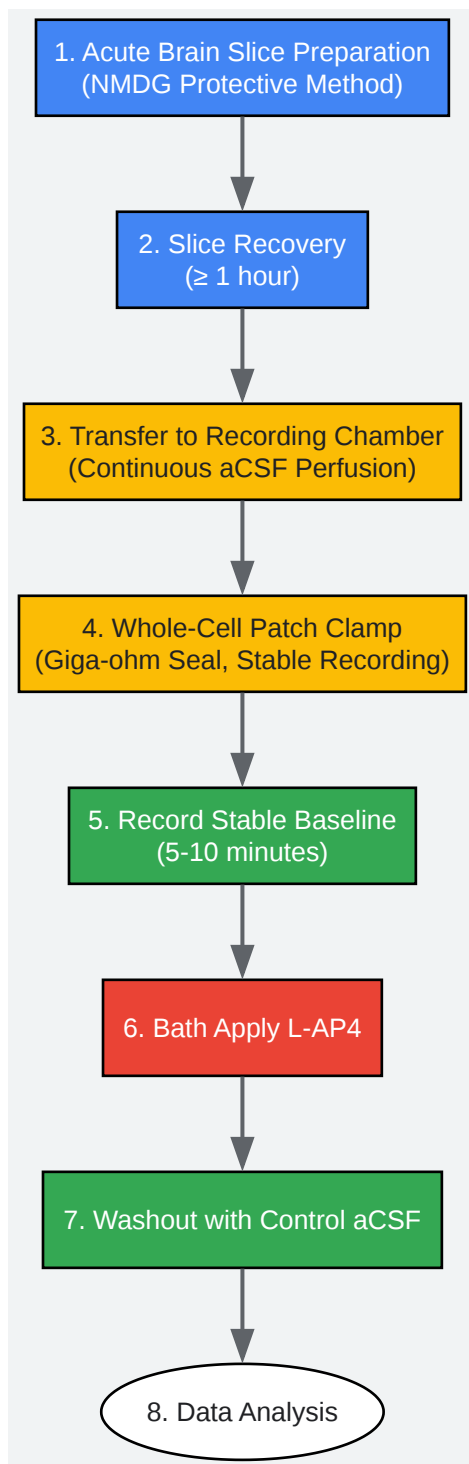 1. Acute Brain Slice Preparation
(NMDG Protective Method)
2. Slice Recovery
(≥ 1 hour)
3. Transfer to Recording Chamber
(Continuous aCSF Perfusion)
4. Whole-Cell Patch Clamp
(Giga-ohm Seal, Stable Recording)
5. Record Stable Baseline
(5-10 minutes)
6. Bath Apply L-AP4
7. Washout with Control aCSF
8. Data Analysis